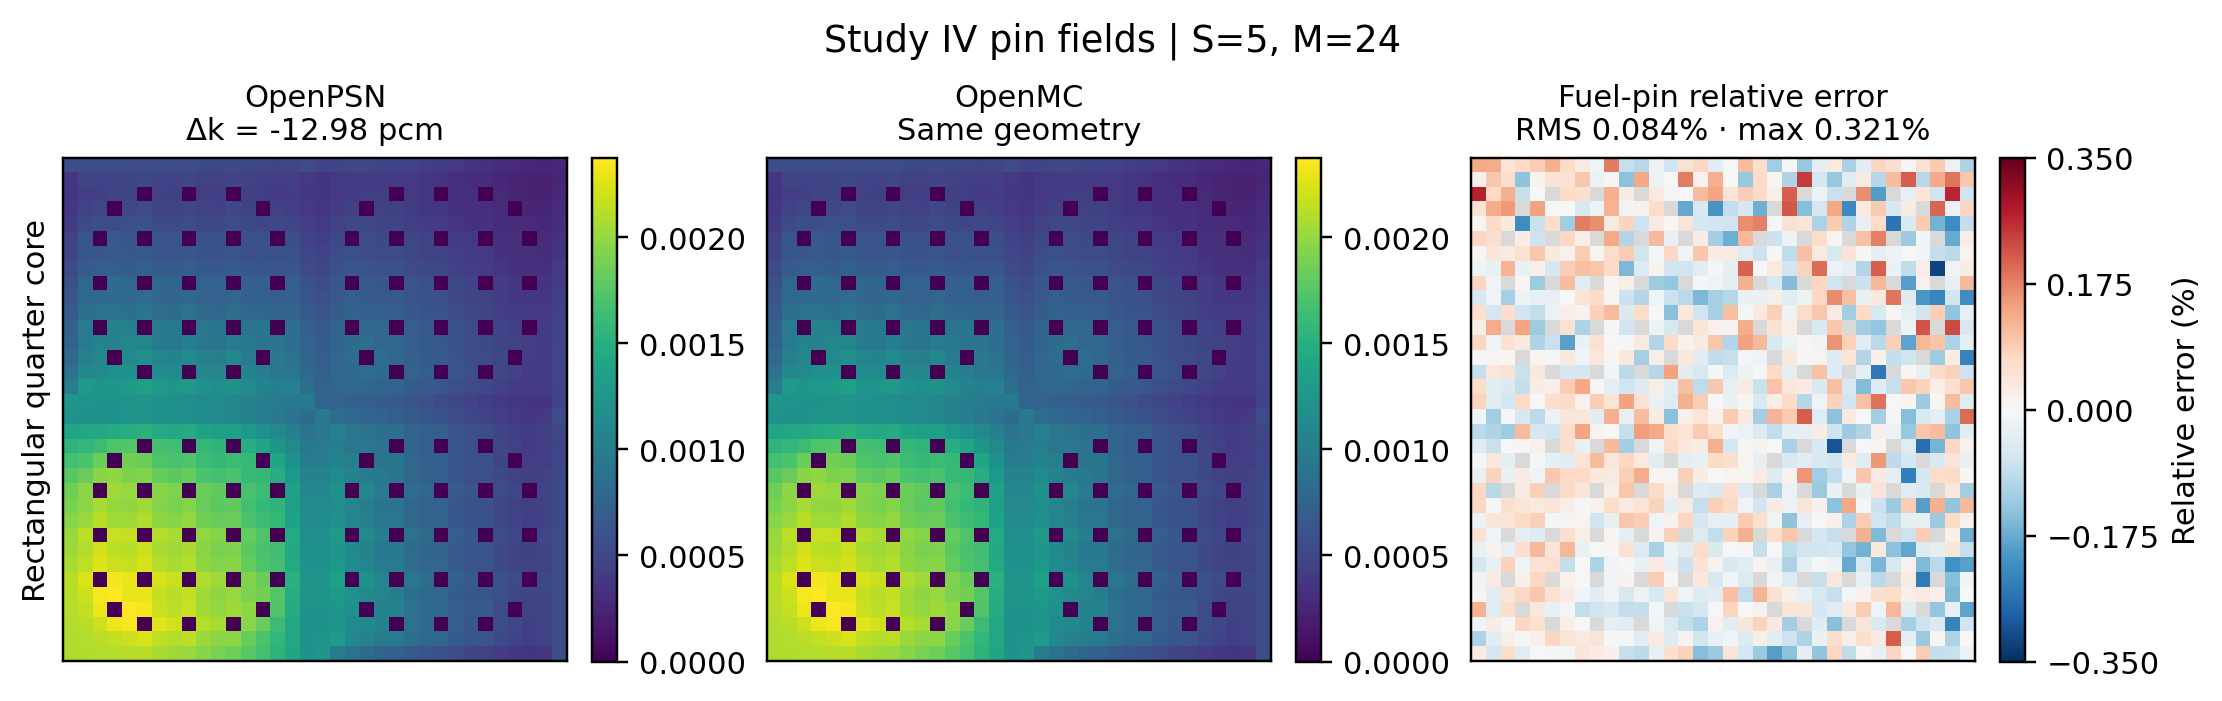 Study IV pin fields | S=5, M=24
OpenPSN
Δk = -12.98 pcm
OpenMC
Same geometry
Fuel-pin relative error
RMS 0.084% · max 0.321%
Rectangular quarter core
0.0020
0.0015
0.0010
0.0005
0.0000
0.0020
0.0015
0.0010
0.0005
0.0000
0.350
0.175
0.000
−0.175
−0.350
Relative error (%)